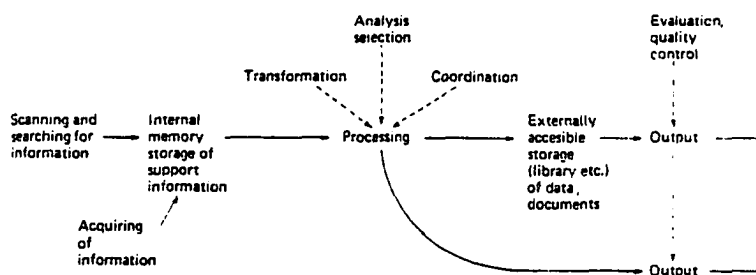 Analysis
selection
Evaluation,
quality
control
Transformation
Coordination
Scanning and
searching for
information
Internal
memory
storage of
support
information
Processing
Externally
accesible
storage
(library etc.)
of data,
documents
Output
Acquiring
of
information
Output